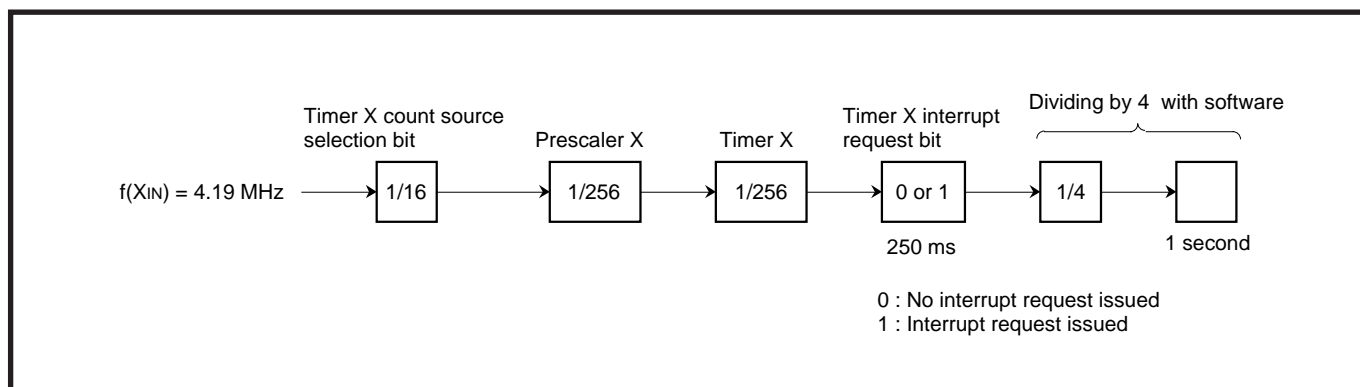 Dividing by 4 with software
Timer X count source
selection bit
Prescaler X
Timer X
Timer X interrupt
request bit
f(XIN) = 4.19 MHz
1/16
1/256
1/256
0 or 1
1/4
250 ms
1 second
0 : No interrupt request issued
1 : Interrupt request issued